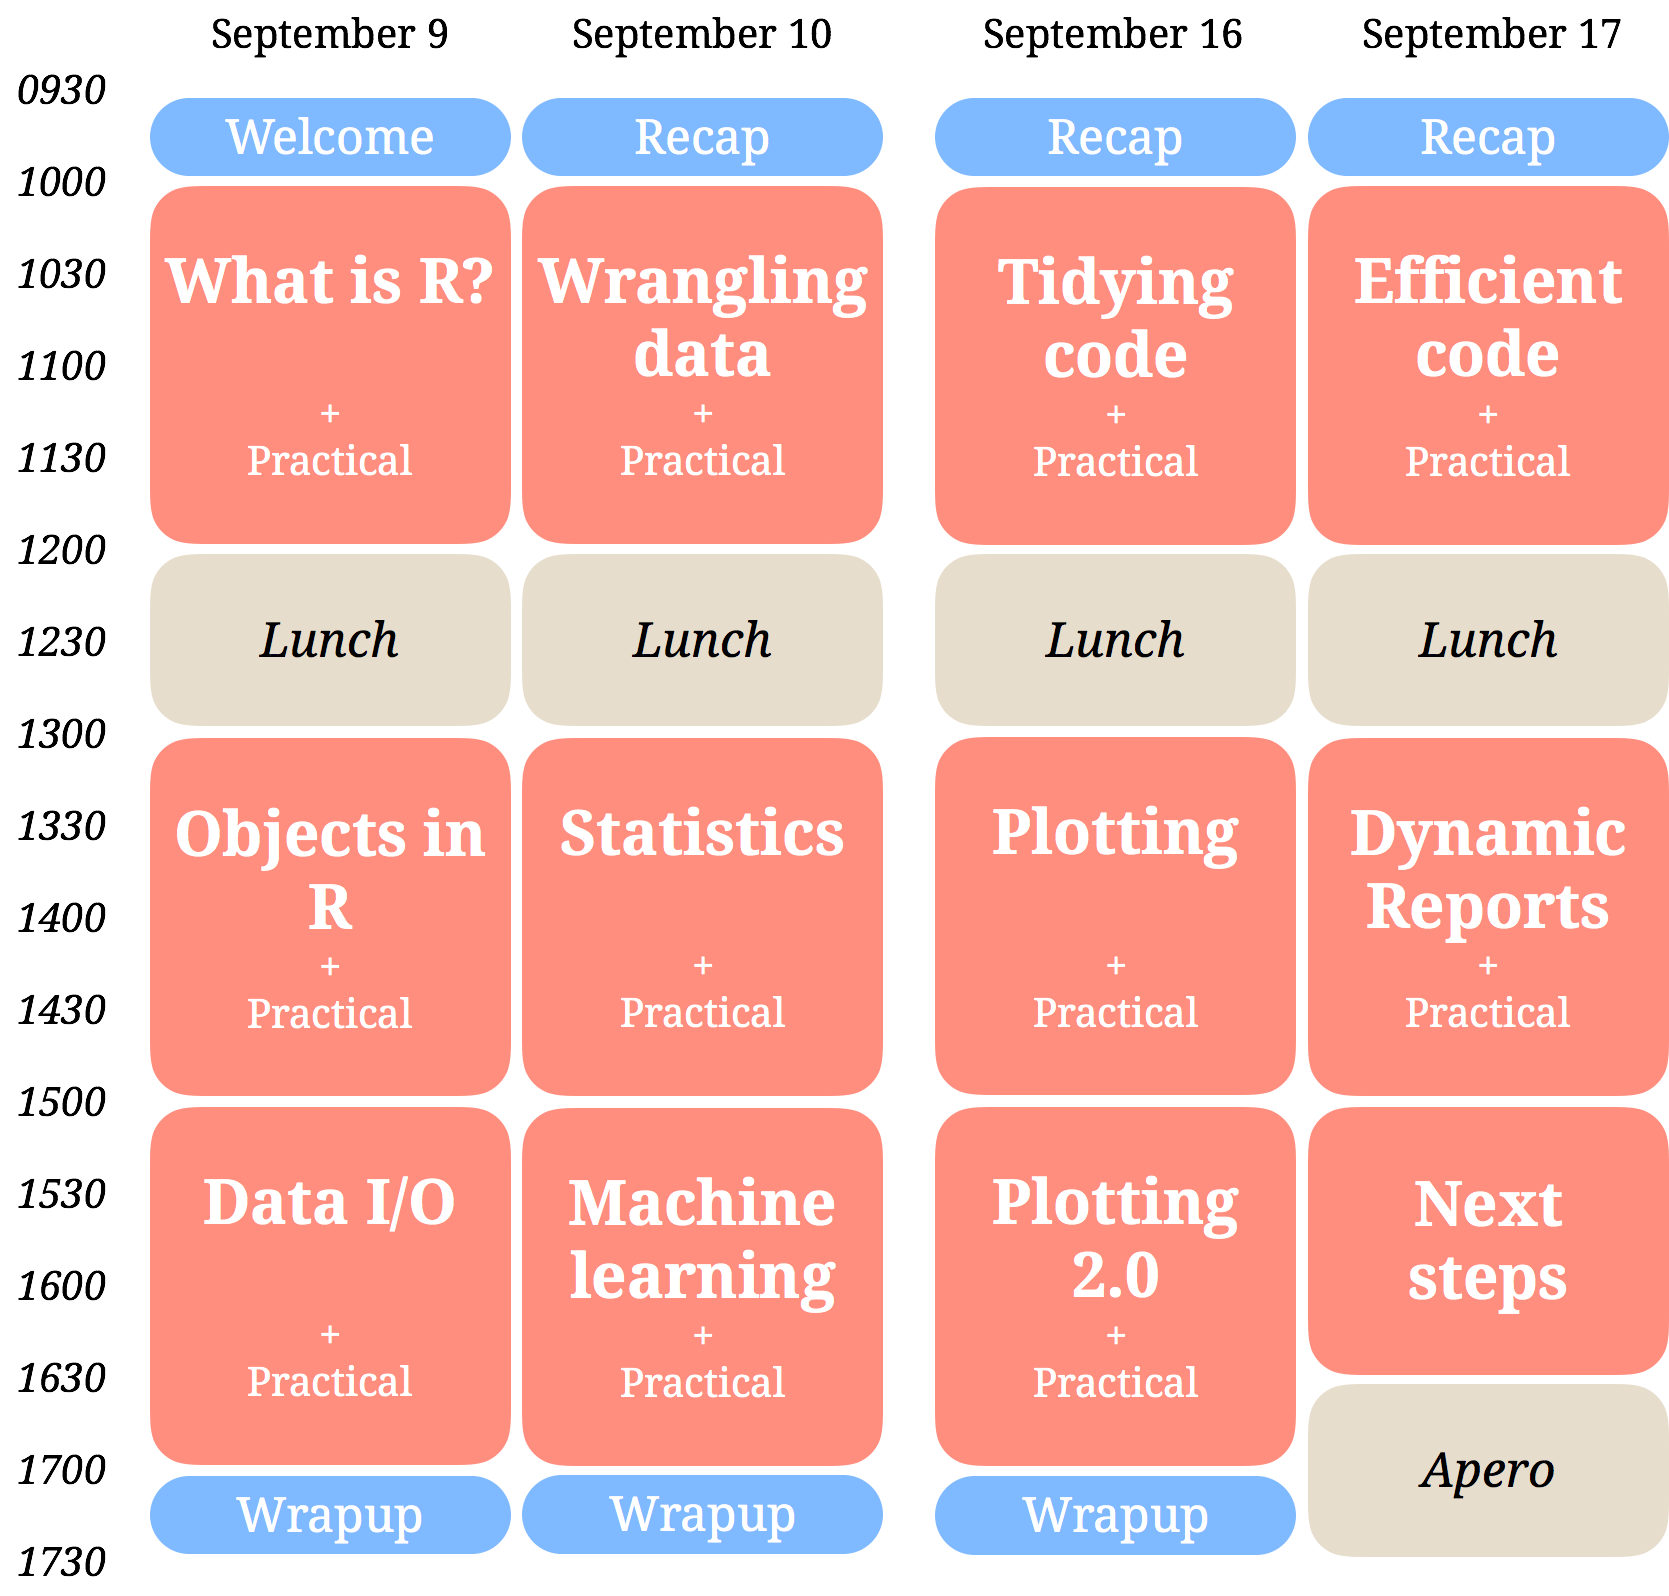 September 9
September 10
September 16
September 17
0930
Welcome
Recap
Recap
Recap
1000
1030
What is R?
Wrangling
data
Tidying
code
Efficient
code
1100
+
Practical
+
Practical
+
Practical
+
Practical
1130
1200
1230
Lunch
Lunch
Lunch
Lunch
1300
1330
Objects in
R
Statistics
Plotting
Dynamic
Reports
1400
+
Practical
+
Practical
+
Practical
+
Practical
1430
1500
1530
Data I/O
Machine
learning
Plotting
2.0
Next
steps
1600
+
Practical
+
Practical
+
Practical
1630
1700
Apero
Wrapup
Wrapup
Wrapup
1730